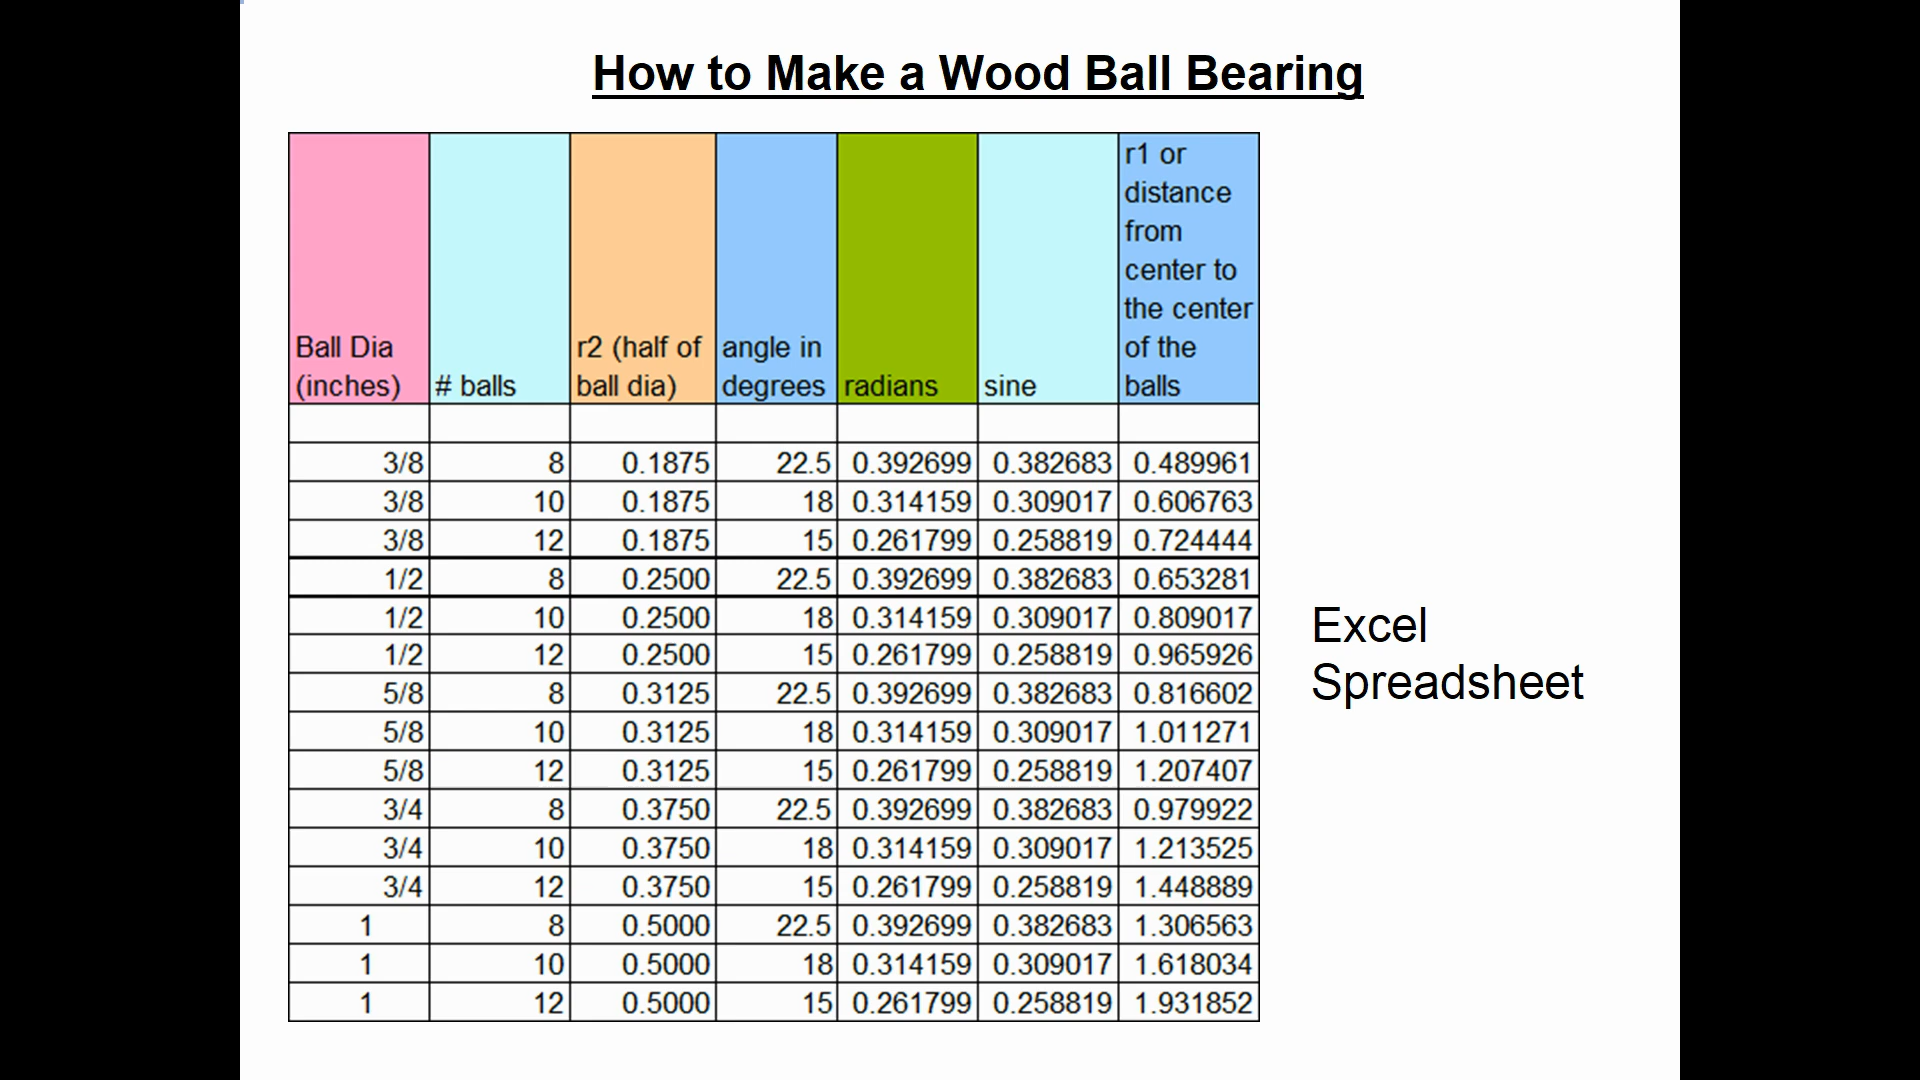 How to Make a Wood Ball Bearing
Ball Dia (inches) # balls r2 (half of ball dia) angle in degrees radians sine r1 or distance from center to the center of the balls
3/8 8 0.1875 22.5 0.392699 0.382683 0.489961
3/8 10 0.1875 18 0.314159 0.309017 0.606763
3/8 12 0.1875 15 0.261799 0.258819 0.724444
1/2 8 0.2500 22.5 0.392699 0.382683 0.653281
1/2 10 0.2500 18 0.314159 0.309017 0.809017
1/2 12 0.2500 15 0.261799 0.258819 0.965926
5/8 8 0.3125 22.5 0.392699 0.382683 0.816602
5/8 10 0.3125 18 0.314159 0.309017 1.011271
5/8 12 0.3125 15 0.261799 0.258819 1.207407
3/4 8 0.3750 22.5 0.392699 0.382683 0.979922
3/4 10 0.3750 18 0.314159 0.309017 1.213525
3/4 12 0.3750 15 0.261799 0.258819 1.448889
1 8 0.5000 22.5 0.392699 0.382683 1.306563
1 10 0.5000 18 0.314159 0.309017 1.618034
1 12 0.5000 15 0.261799 0.258819 1.931852
Excel
Spreadsheet